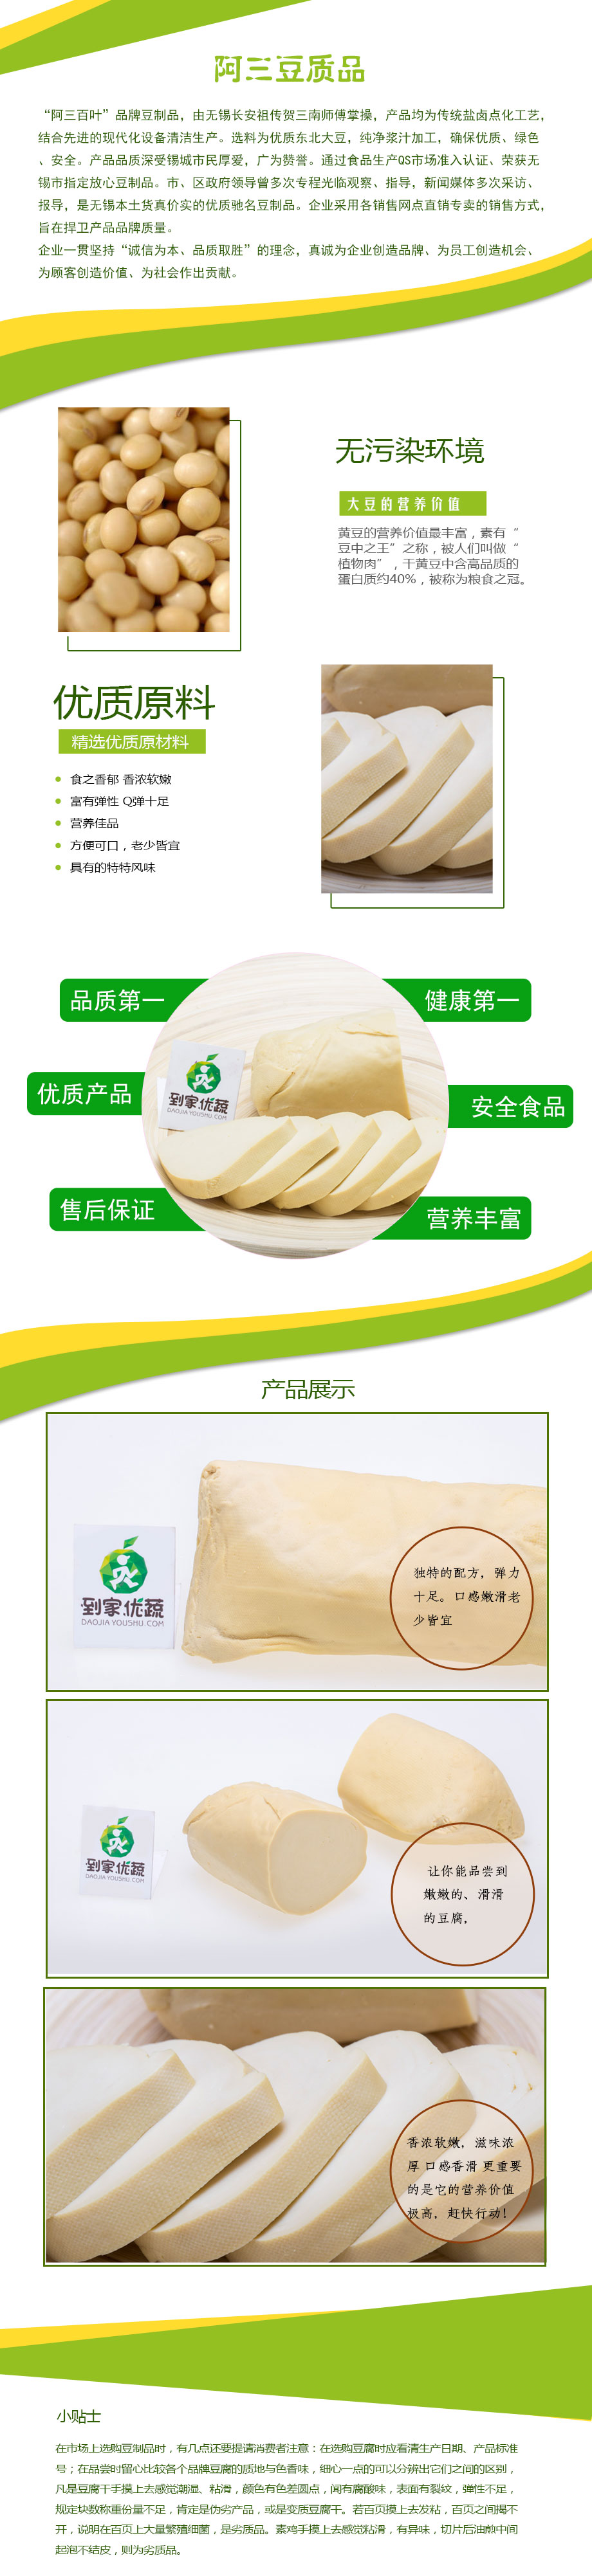 阿三豆质品
“阿三百叶”品牌豆制品，由无锡长安祖传贺三南师傅掌操，产品均为传统盐卤点化工艺，
结合先进的现代化设备清洁生产。选料为优质东北大豆，纯净浆汁加工，确保优质、绿色
、安全。产品品质深受锡城市民厚爱，广为赞誉。通过食品生产QS市场准入认证、荣获无
锡市指定放心豆制品。市、区政府领导曾多次专程光临观察、指导，新闻媒体多次采访、
报导，是无锡本土货真价实的优质驰名豆制品。企业采用各销售网点直销专卖的销售方式，
旨在捍卫产品品牌质量。
企业一贯坚持“诚信为本、品质取胜”的理念，真诚为企业创造品牌、为员工创造机会、
为顾客创造价值、为社会作出贡献。
无污染环境
大豆的营养价值
黄豆的营养价值最丰富，素有“
豆中之王”之称，被人们叫做“
植物肉”，干黄豆中含高品质的
蛋白质约40%，被称为粮食之冠。
优质原料
精选优质原材料
食之香郁 香浓软嫩
富有弹性 Q弹十足
营养佳品
方便可口，老少皆宜
具有的特特风味
品质第一
健康第一
优质产品
安全食品
售后保证
营养丰富
到家优蔬
DAOJIA YOUSHU.COM
产品展示
到家优蔬
DAOJIA YOUSHU.COM
独特的配方，弹力
十足。口感嫩滑老
少皆宜
到家优蔬
DAOJIA YOUSHU.COM
让你能品尝到
嫩嫩的、滑滑
的豆腐，
香浓软嫩，滋味浓
厚 口感香滑 更重要
的是它的营养价值
极高，赶快行动！
小贴士
在市场上选购豆制品时，有几点还要提请消费者注意：在选购豆腐时应看清生产日期、产品标准
号；在品尝时留心比较各个品牌豆腐的质地与色香味，细心一点的可以分辨出它们之间的区别，
凡是豆腐干手摸上去感觉潮湿、粘滑，颜色有色差圆点，闻有腐酸味，表面有裂纹，弹性不足，
规定块数称重份量不足，肯定是伪劣产品，或是变质豆腐干。若百页摸上去发粘，百页之间揭不
开，说明在百页上大量繁殖细菌，是劣质品。素鸡手摸上去感觉粘滑，有异味，切片后油煎中间
起泡不结皮，则为劣质品。